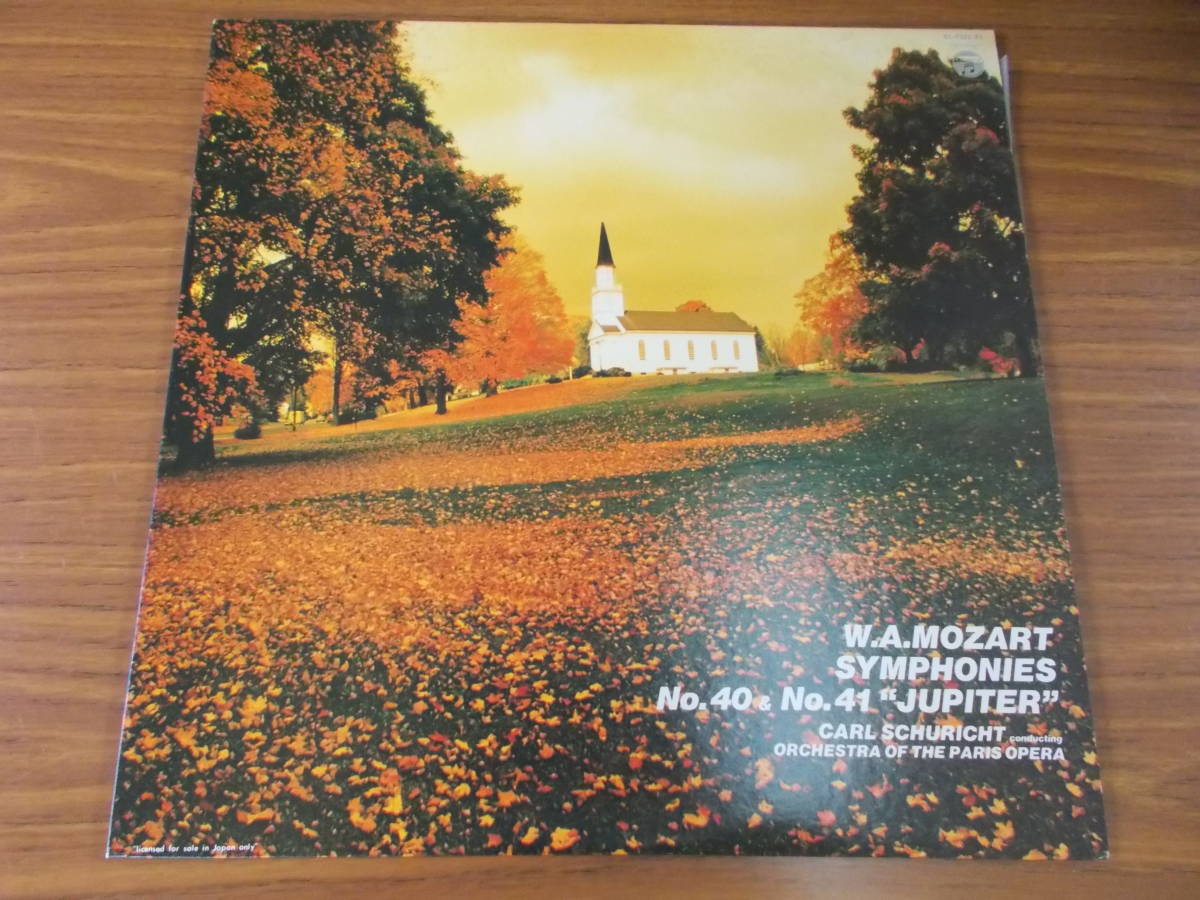 W.A.MOZART
SYMPHONIES
No.40 & No.41 "JUPITER"
CARL SCHURICHT conducting
ORCHESTRA OF THE PARIS OPERA
"licensed for sale in Japan only"